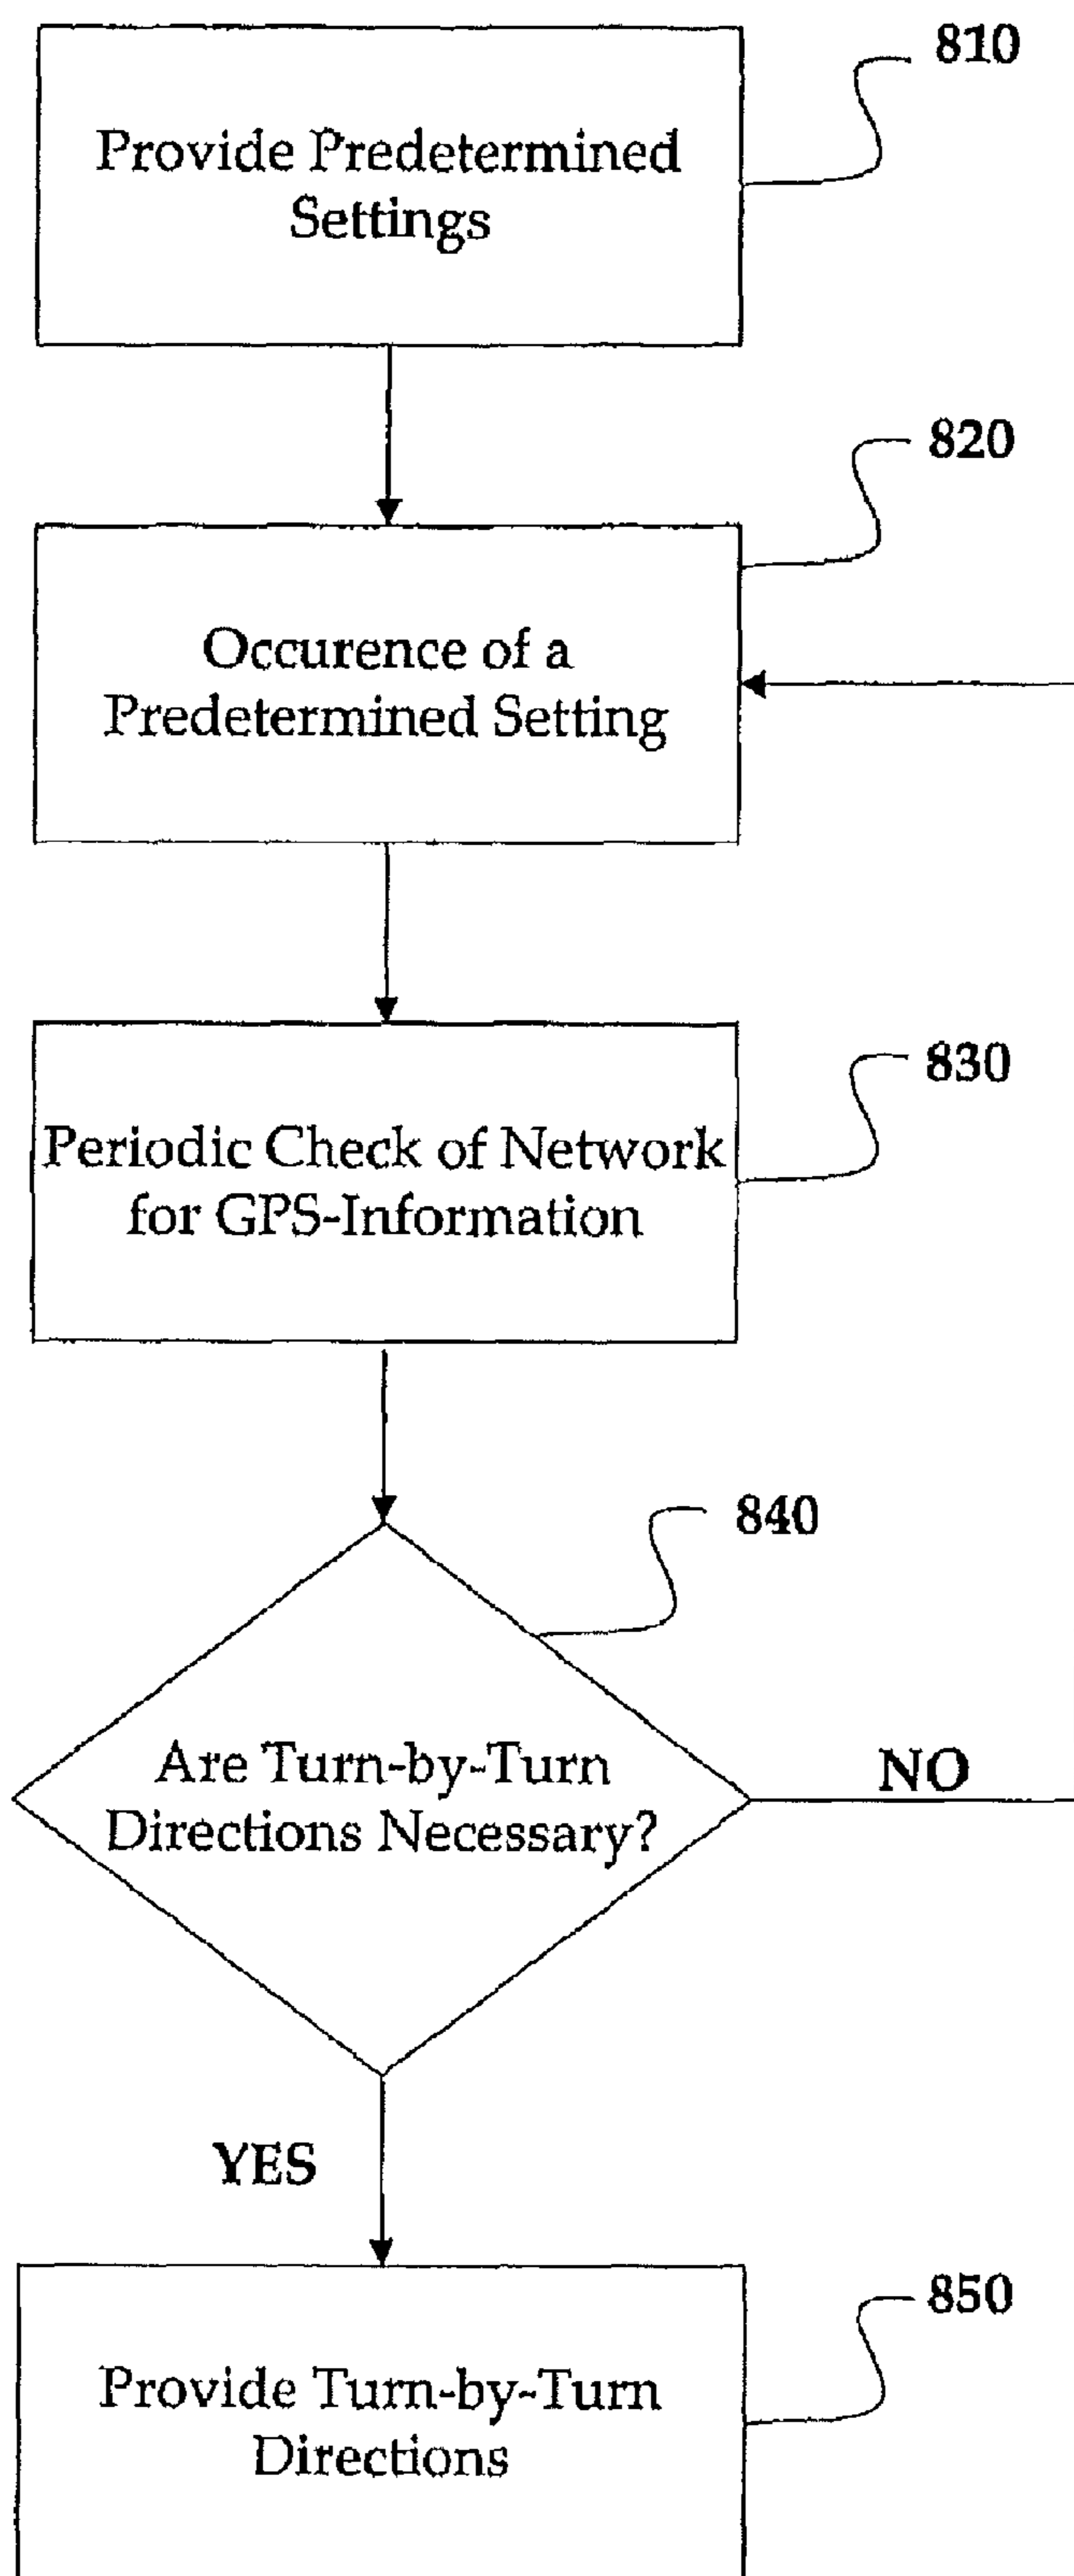 810
Provide Predetermined
Settings
820
Occurence of a
Predetermined Setting
830
Periodic Check of Network
for GPS-Information
840
Are Turn-by-Turn
Directions Necessary?
NO
YES
850
Provide Turn-by-Turn
Directions